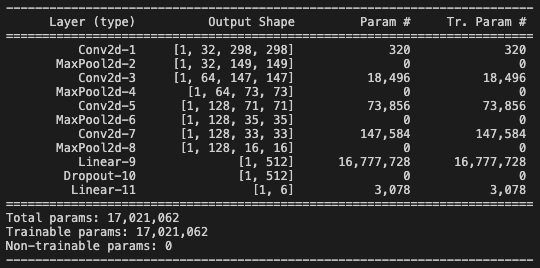 Layer (type) Output Shape Param # Tr. Param #
Conv2d-1 [1, 32, 298, 298] 320 320
MaxPool2d-2 [1, 32, 149, 149] 0 0
Conv2d-3 [1, 64, 147, 147] 18,496 18,496
MaxPool2d-4 [1, 64, 73, 73] 0 0
Conv2d-5 [1, 128, 71, 71] 73,856 73,856
MaxPool2d-6 [1, 128, 35, 35] 0 0
Conv2d-7 [1, 128, 33, 33] 147,584 147,584
MaxPool2d-8 [1, 128, 16, 16] 0 0
Linear-9 [1, 512] 16,777,728 16,777,728
Dropout-10 [1, 512] 0 0
Linear-11 [1, 6] 3,078 3,078
Total params: 17,021,062
Trainable params: 17,021,062
Non-trainable params: 0